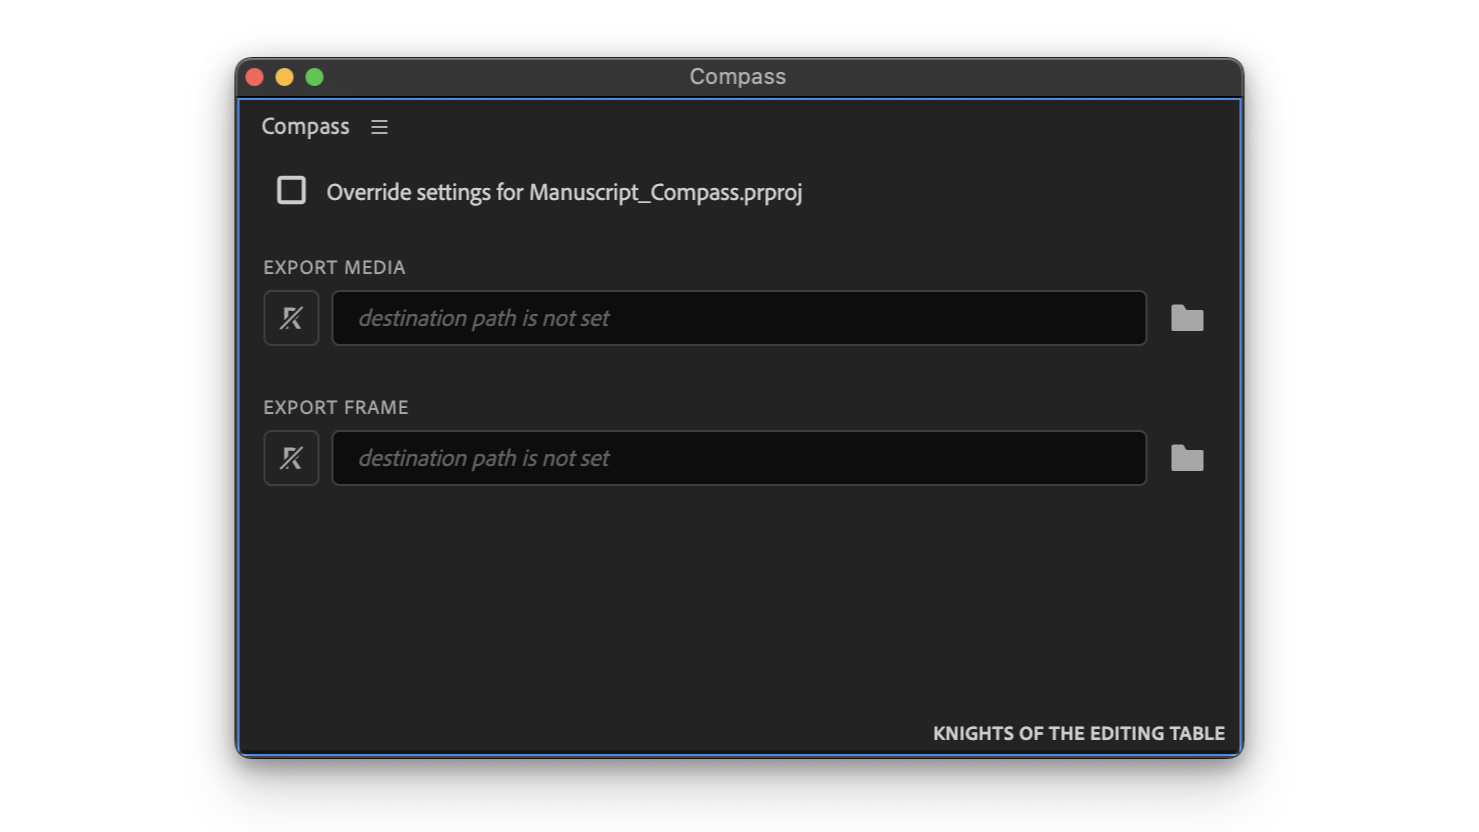 Compass
Compass
Override settings for Manuscript_Compass.prproj
EXPORT MEDIA
destination path is not set
EXPORT FRAME
destination path is not set
KNIGHTS OF THE EDITING TABLE